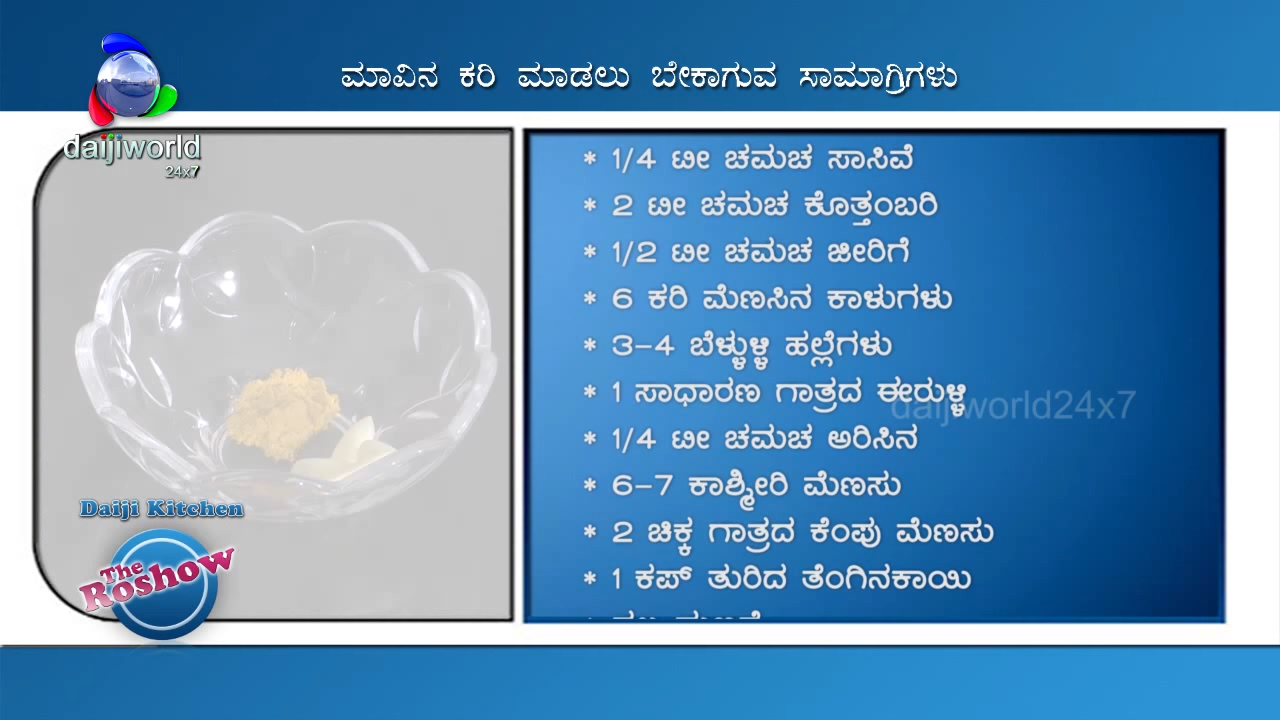 ಮಾವಿನ ಕರಿ ಮಾಡಲು ಬೇಕಾಗುವ ಸಾಮಾಗ್ರಿಗಳು
daijiworld
24x7
* 1/4 ಟೀ ಚಮಚ ಸಾಸಿವೆ
* 2 ಟೀ ಚಮಚ ಕೊತ್ತಂಬರಿ
* 1/2 ಟೀ ಚಮಚ ಜೀರಿಗೆ
* 6 ಕರಿ ಮೆಣಸಿನ ಕಾಳುಗಳು
* 3-4 ಬೆಳ್ಳುಳ್ಳಿ ಹಲ್ಲೆಗಳು
* 1 ಸಾಧಾರಣ ಗಾತ್ರದ ಈರುಳ್ಳಿ
daijiworld24x7
* 1/4 ಟೀ ಚಮಚ ಅರಿಸಿನ
* 6-7 ಕಾಶ್ಮೀರಿ ಮೆಣಸು
* 2 ಚಿಕ್ಕ ಗಾತ್ರದ ಕೆಂಪು ಮೆಣಸು
* 1 ಕಪ್ ತುರಿದ ತೆಂಗಿನಕಾಯಿ
Daiji Kitchen
The
Roshow